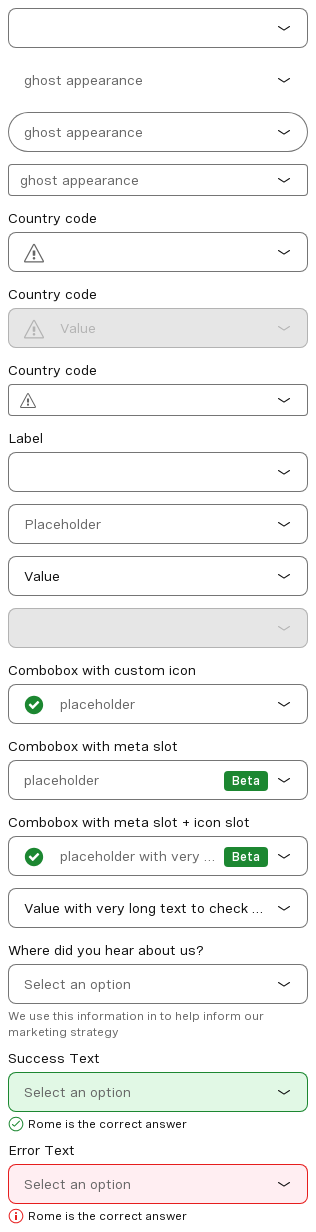 ghost appearance
ghost appearance
ghost appearance
Country code
Country code
Value
Country code
Label
Placeholder
Value
Combobox with custom icon
placeholder
Combobox with meta slot
placeholder Beta
Combobox with meta slot + icon slot
placeholder with very ... Beta
Value with very long text to check ...
Where did you hear about us?
Select an option
We use this information in to help inform our
marketing strategy
Success Text
Select an option
Rome is the correct answer
Error Text
Select an option
Rome is the correct answer